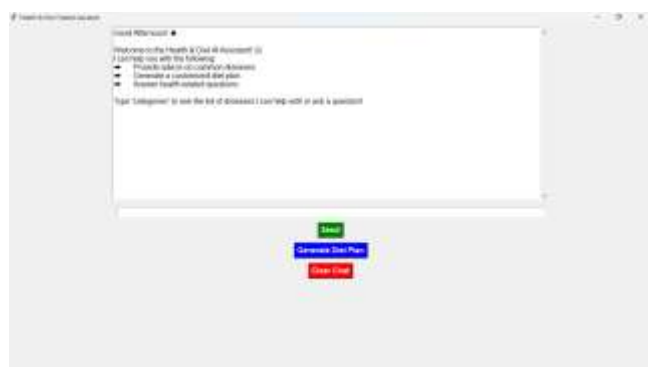 Good Afternoon!
Welcome to the Health & Diet AI Assistant!
I can help you with the following:
➡ Provide advice on common diseases
➡ Generate a customized diet plan
➡ Answer health-related questions
Type 'categories' to see the list of diseases I can help with or ask a question!
Send
Generate Diet Plan
Clear Chat